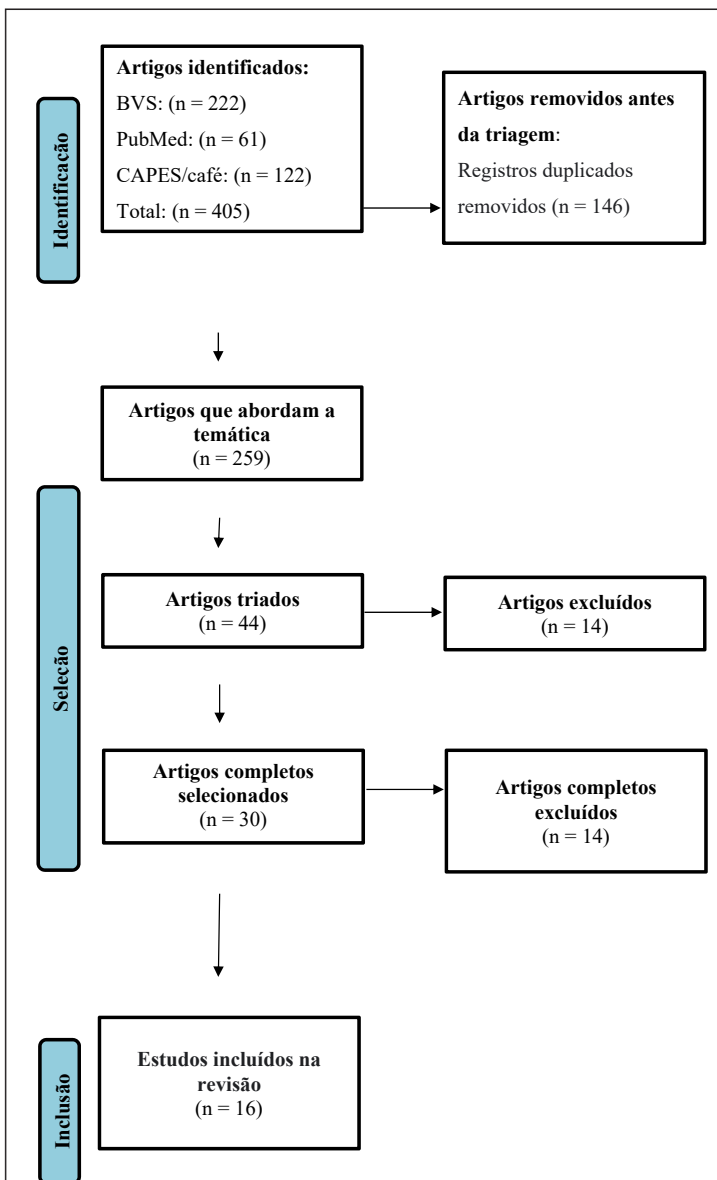 Identificação
Artigos identificados:
BVS: (n = 222)
PubMed: (n = 61)
CAPES/café: (n = 122)
Total: (n = 405)
Artigos removidos antes
da triagem:
Registros duplicados
removidos (n = 146)
Seleção
Artigos que abordam a
temática
(n = 259)
Artigos triados
(n = 44)
Artigos excluídos
(n = 14)
Artigos completos
selecionados
(n = 30)
Artigos completos
excluídos
(n = 14)
Inclusão
Estudos incluídos na
revisão
(n = 16)